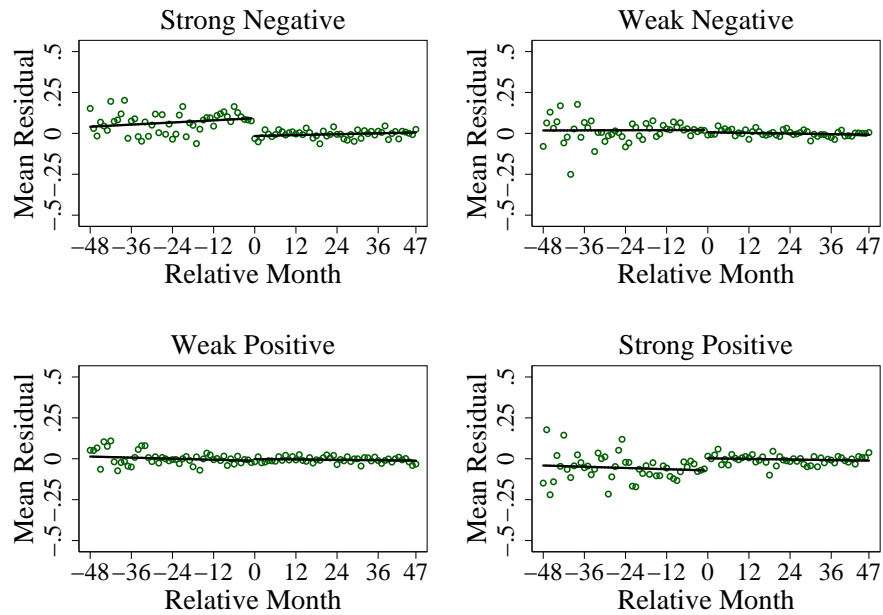 Strong Negative
Mean Residual
.5
.25
0
−.25
−.5
−48 −36 −24 −12 0 12 24 36 47
Relative Month
Weak Negative
Mean Residual
.5
.25
0
−.25
−.5
−48 −36 −24 −12 0 12 24 36 47
Relative Month
Weak Positive
Mean Residual
.5
.25
0
−.25
−.5
−48 −36 −24 −12 0 12 24 36 47
Relative Month
Strong Positive
Mean Residual
.5
.25
0
−.25
−.5
−48 −36 −24 −12 0 12 24 36 47
Relative Month